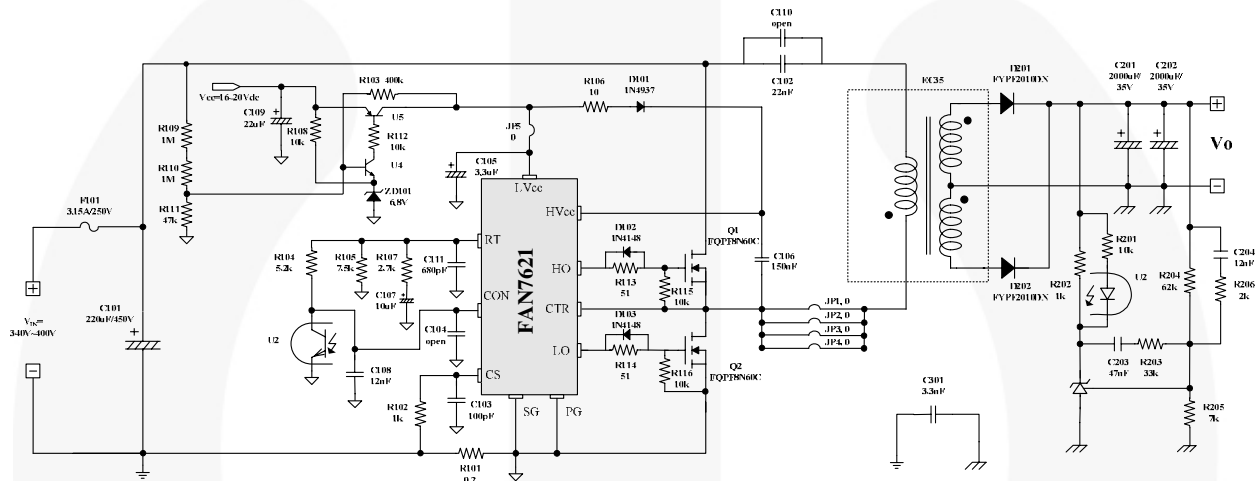 C110
open
C102
22nF
R103 400k
Vcc=16~20Vdc
C109
22uF
R108
10k
U5
R112
10k
U4
ZD101
6.8V
R106
10
D101
1N4937
JP5
0
C105
3.3uF
R109
1M
R110
1M
R111
47k
F101
3.15A/250V
VIN=
340V~400V
C101
220uF/450V
R104
5.2k
R105
7.5k
R107
2.7k
C107
10uF
C111
680pF
C104
open
U2
C108
12nF
R102
1k
C103
100pF
R101
FAN7621
LVcc
HVcc
RT
HO
CON
CTR
LO
CS
SG
PG
D102
1N4148
R113
51
R115
10k
Q1
FQPF8N60C
C106
150nF
D103
1N4148
R114
51
R116
10k
Q2
FQPF8N60C
JP1, 0
JP2, 0
JP3, 0
JP4, 0
EC35
D201
FYPF2010DN
D202
FYPF2010DN
C201
2000uF/
35V
C202
2000uF/
35V
+
Vo
-
R201
10k
R202
1k
U2
R204
62k
C204
12nF
R206
2k
C203
47nF
R203
33k
R205
7k
C301
3.3nF